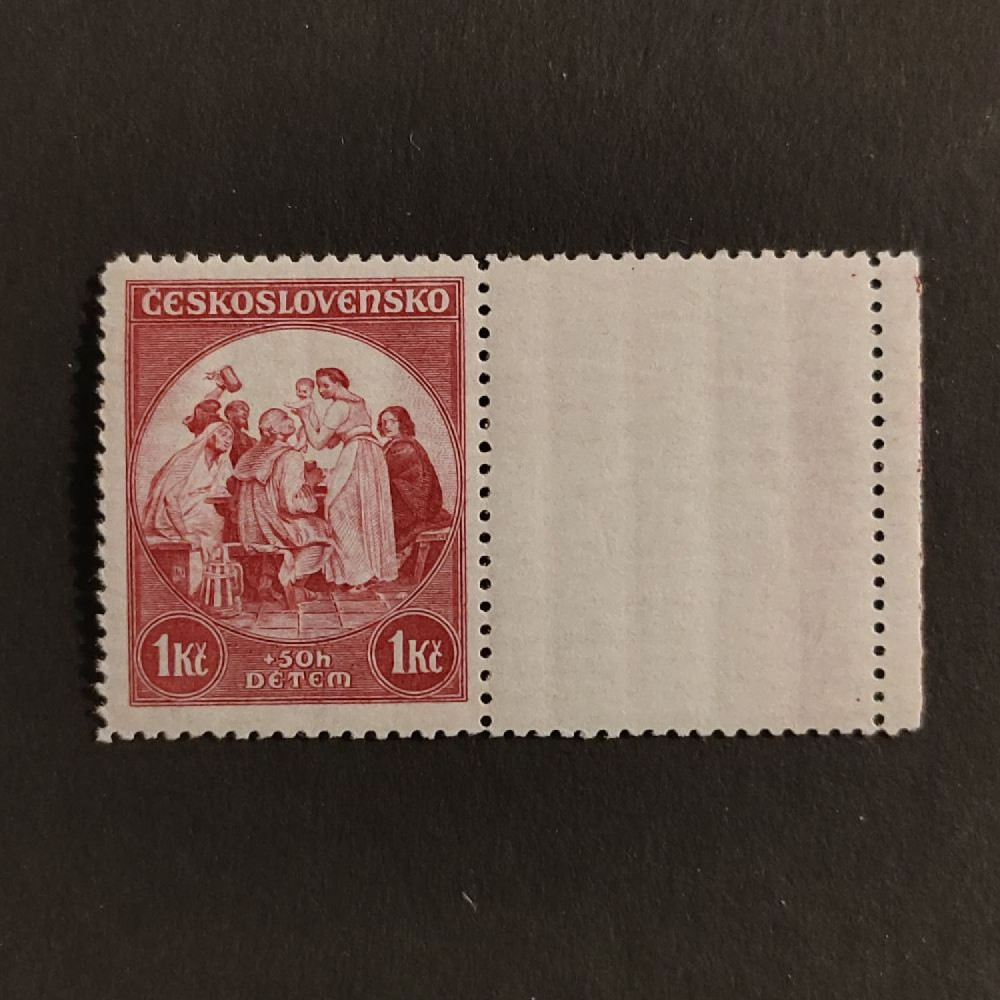 ČESKOSLOVENSKO
1Kč
+50h
DĚTEM
1Kč